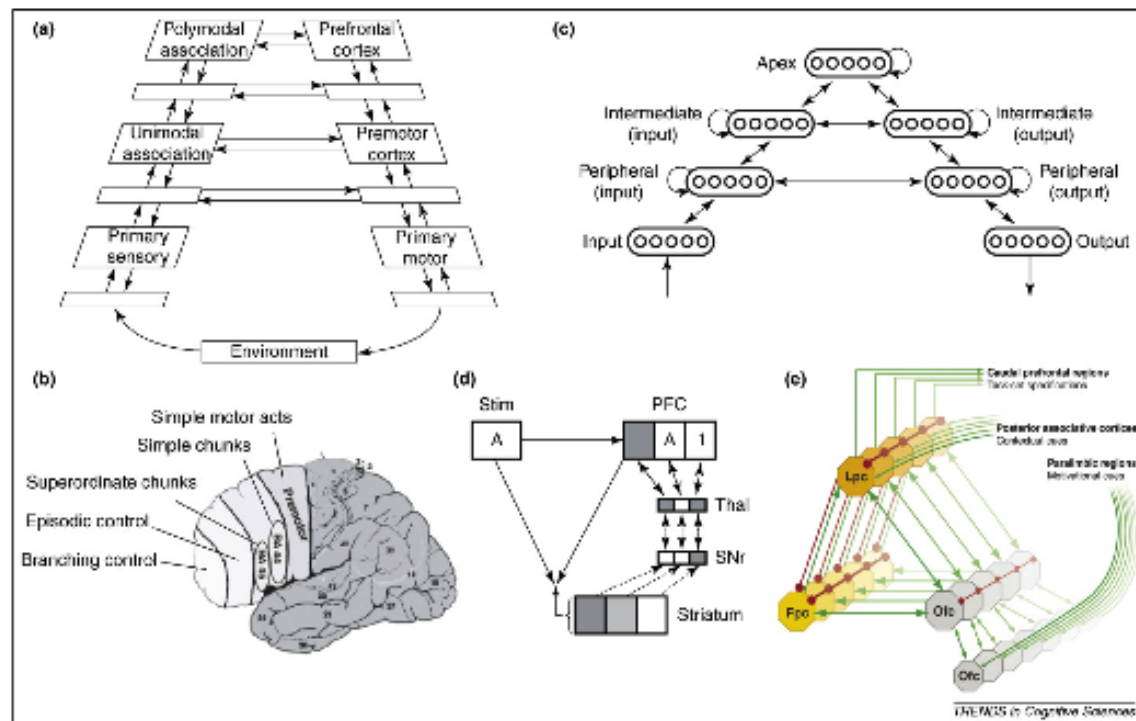 (a)
Polymodal
association
Prefrontal
cortex
Unimodal
association
Premotor
cortex
Primary
sensory
Primary
motor
Environment
(c)
Apex
Intermediate
(input)
Intermediate
(output)
Peripheral
(input)
Peripheral
(output)
Input
Output
(b)
Simple motor acts
Simple chunks
Superordinate chunks
Episodic control
Branching control
Premotor
(d)
Stim
PFC
A
A
1
Thal
SNr
Striatum
(e)
Caudal prefrontal regions
Posterior associative cortices
Contextual cues
Paralimbic regions
Motivational cues
Lpc
Fpc
Ofc
Ofc
TRENDS in Cognitive Sciences